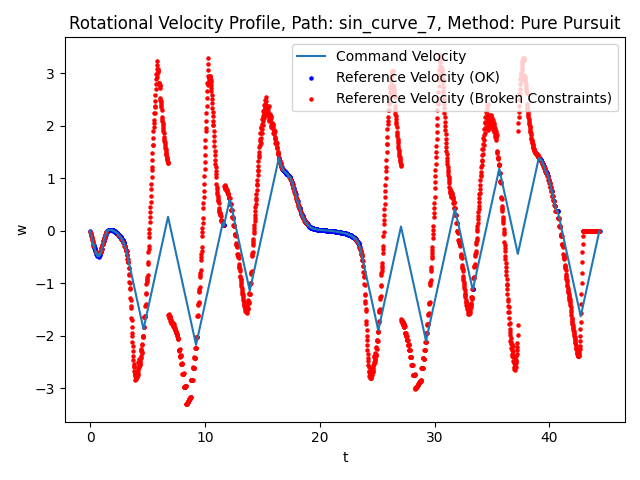 Rotational Velocity Profile, Path: sin_curve_7, Method: Pure Pursuit
Command Velocity
Reference Velocity (OK)
Reference Velocity (Broken Constraints)
3
2
1
0
−1
−2
−3
w
0
10
20
30
40
t